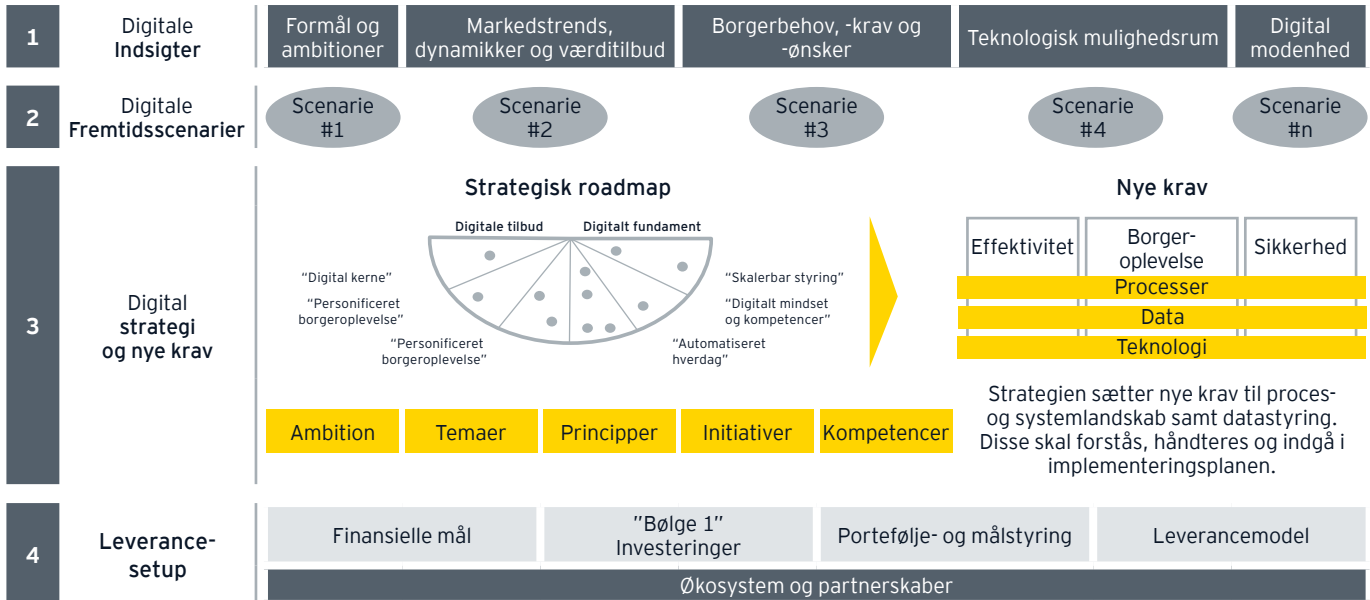 1
Digitale
Indsigter
Formål og
ambitioner
Markedstrends,
dynamikker og værditilbud
Borgerbehov, -krav og
-ønsker
Teknologisk mulighedsrum
Digital
modenhed
2
Digitale
Fremtidsscenarier
Scenarie
#1
Scenarie
#2
Scenarie
#3
Scenarie
#4
Scenarie
#n
3
Digital
strategi
og nye krav
Strategisk roadmap
Digitale tilbud
Digitalt fundament
“Digital kerne”
“Personificeret
borgeroplevelse”
“Personificeret
borgeroplevelse”
“Skalerbar styring”
“Digitalt mindset
og kompetencer”
“Automatiseret
hverdag”
Ambition
Temaer
Principper
Initiativer
Kompetencer
Nye krav
Effektivitet
Borger-
oplevelse
Sikkerhed
Processer
Data
Teknologi
Strategien sætter nye krav til proces-
og systemlandskab samt datastyring.
Disse skal forstås, håndteres og indgå i
implementeringsplanen.
4
Leverance-
setup
Finansielle mål
”Bølge 1”
Investeringer
Portefølje- og målstyring
Leverancemodel
Økosystem og partnerskaber